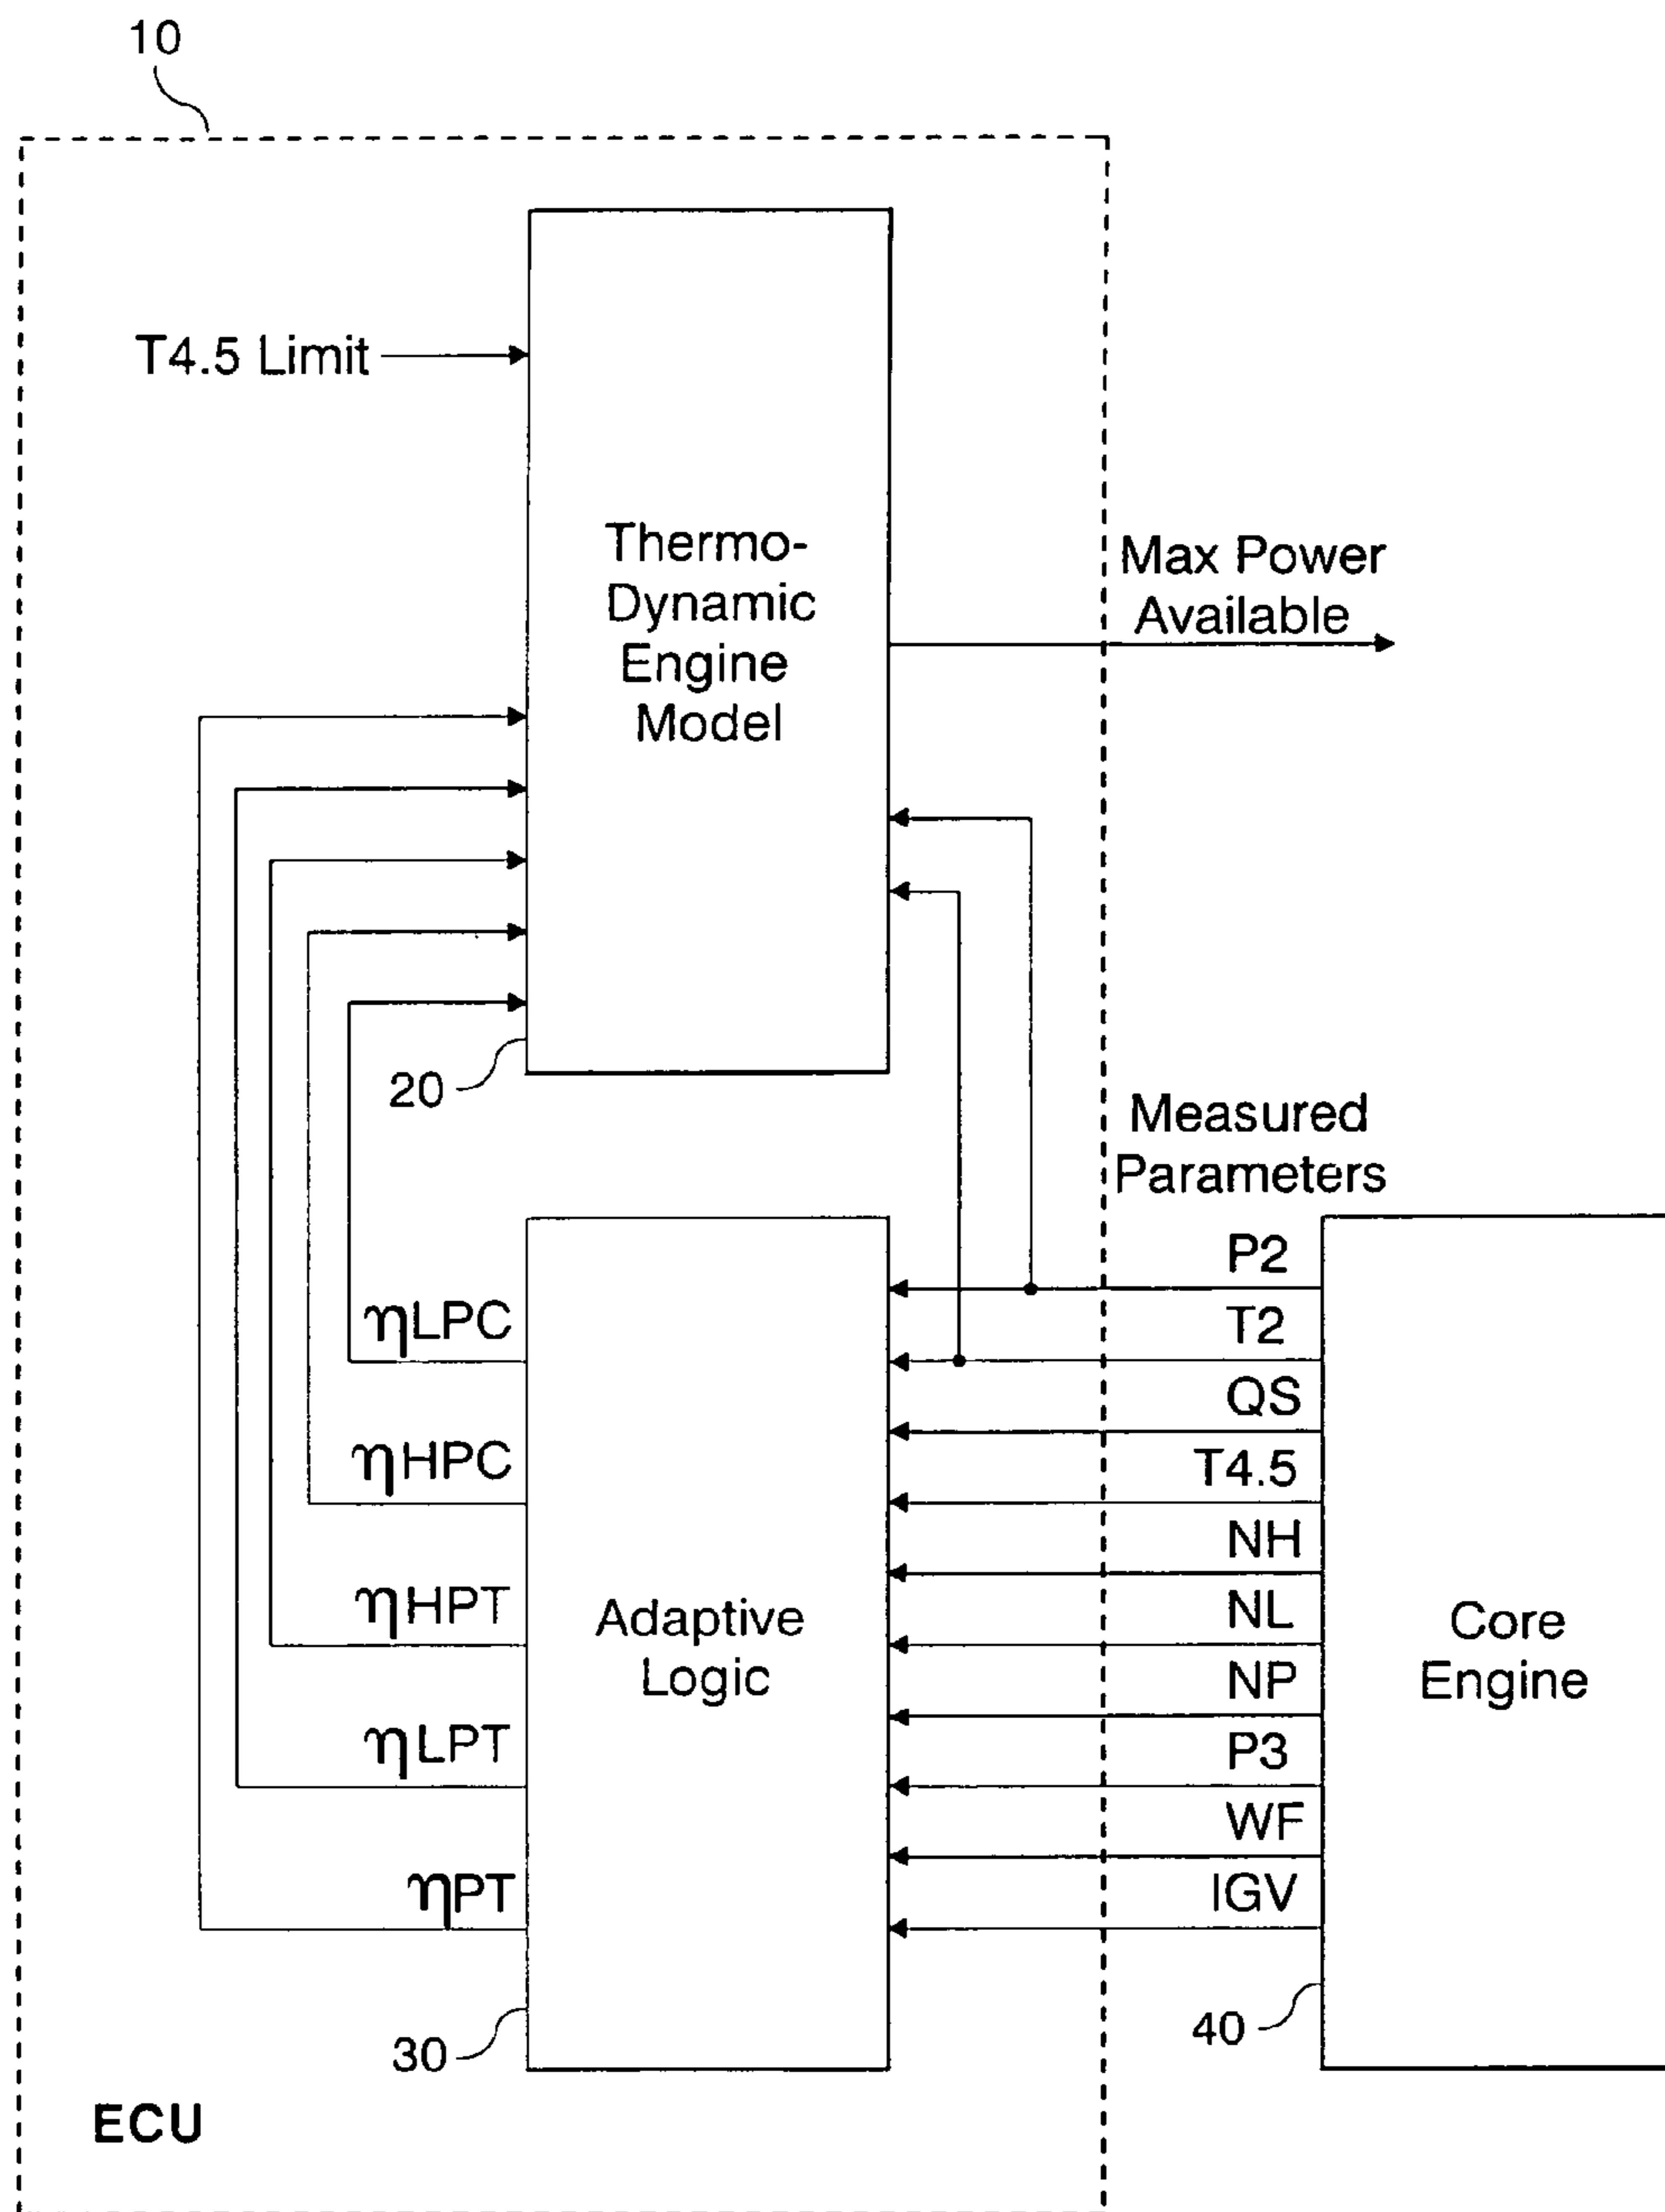 10
T4.5 Limit
Thermo-
Dynamic
Engine
Model
Max Power
Available
20
Measured
Parameters
P2
T2
QS
T4.5
NH
NL
NP
P3
WF
IGV
ηLPC
ηHPC
ηHPT
ηLPT
ηPT
Adaptive
Logic
Core
Engine
30
40
ECU